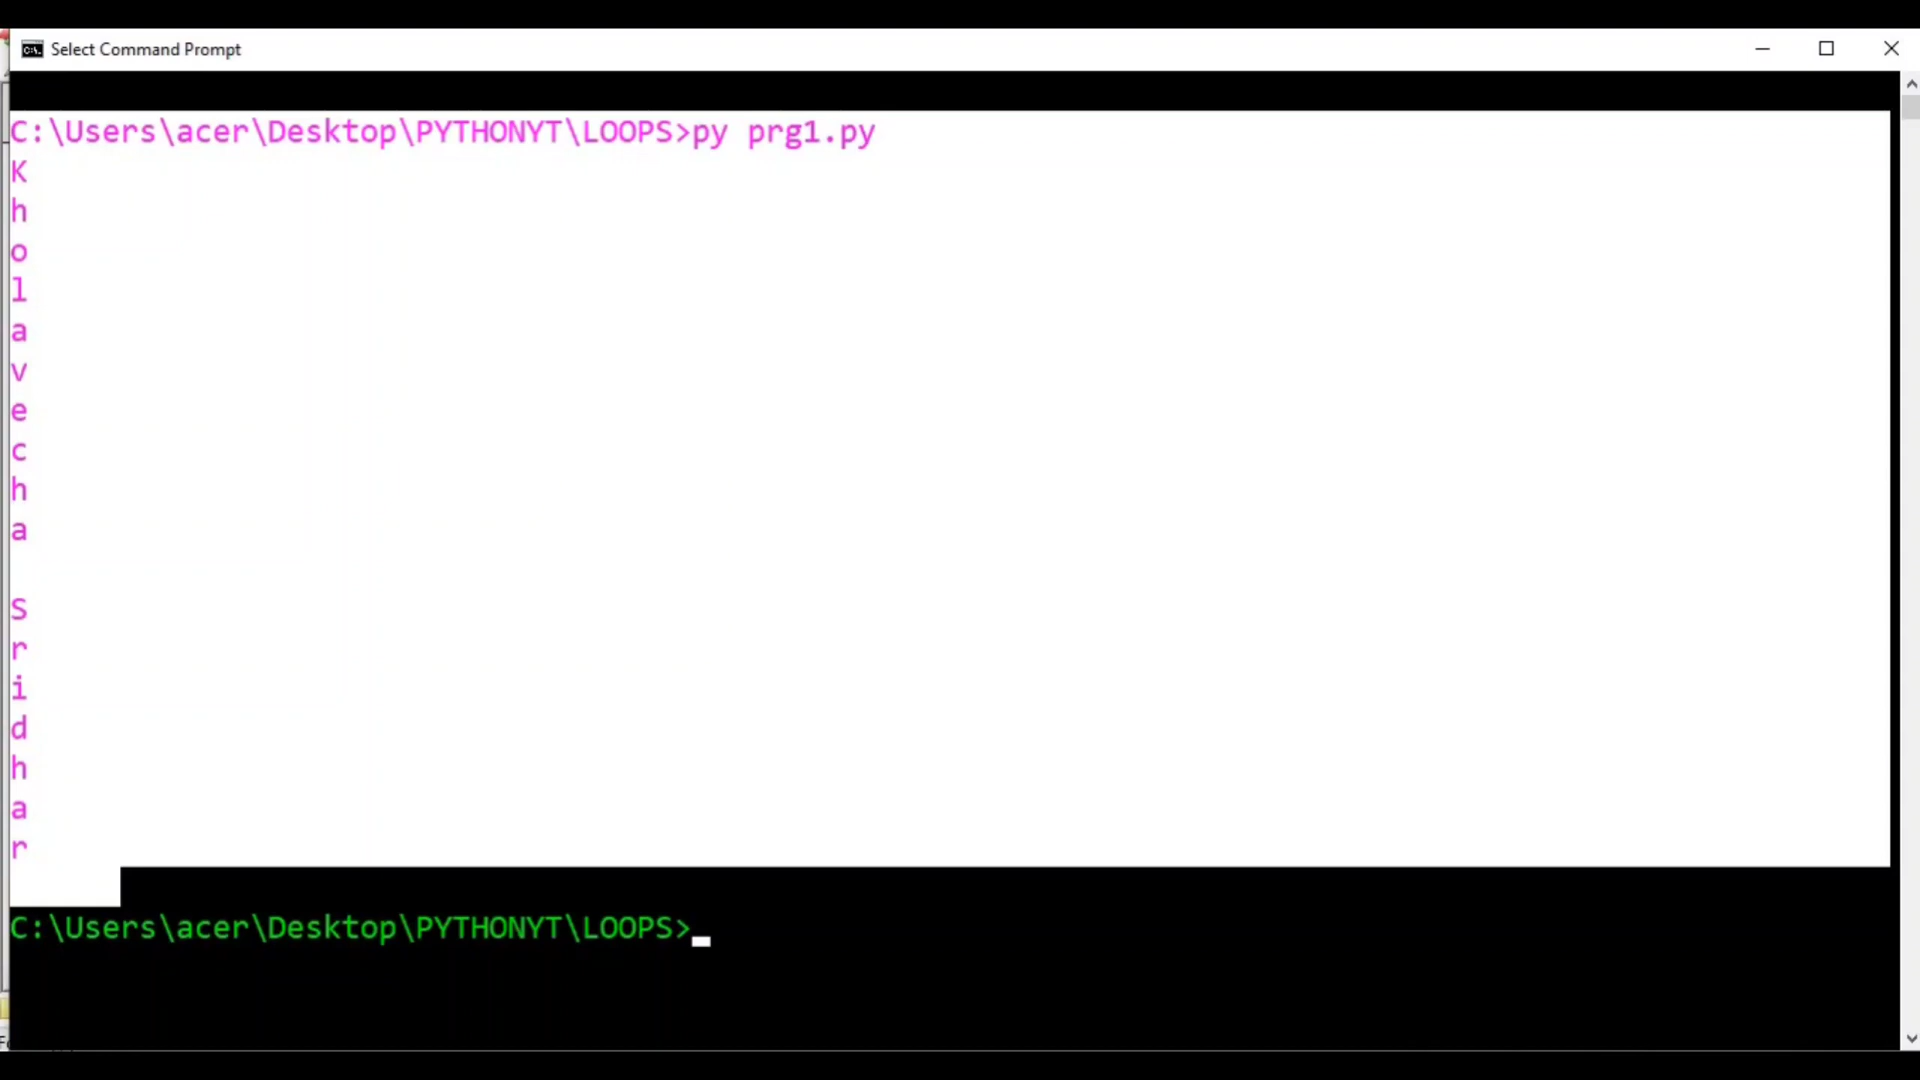 Select Command Prompt
C:\Users\acer\Desktop\PYTHONYT\LOOPS>py prg1.py
K
h
o
l
a
v
e
c
h
a
S
r
i
d
h
a
r
C:\Users\acer\Desktop\PYTHONYT\LOOPS>